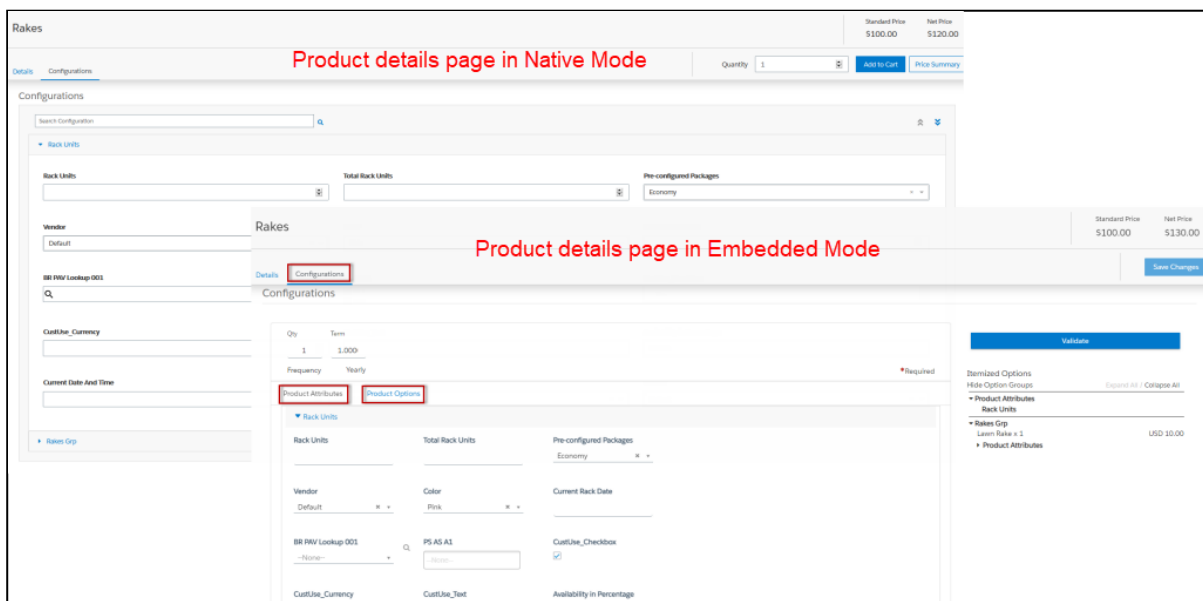 Rakes
Standard Price Net Price
$100.00 $120.00
Product details page in Native Mode
Details Configurations
Quantity 1 Add to Cart Price Summary
Configurations
Search Configuration
Rack Units
Rack Units Total Rack Units Pre-configured Packages
Economy
Vendor
Default
BR PAV Lookup 001
CustUse_Currency
Current Date And Time
Rakes Grp
Rakes
Standard Price Net Price
$100.00 $130.00
Product details page in Embedded Mode
Details Configurations
Save Changes
Configurations
Qty Term
1 1.000
Frequency Yearly
*Required
Validate
Product Attributes Product Options
Itemized Options
Hide Option Groups Expand All / Collapse All
Product Attributes
Rack Units
Rakes Grp
Lawn Rake x 1 USD 10.00
Product Attributes
Rack Units
Rack Units Total Rack Units Pre-configured Packages
Economy
Vendor Color Current Rack Date
Default Pink
BR PAV Lookup 001 PS AS A1 CustUse_Checkbox
--None-- --None--
CustUse_Currency CustUse_Text Availability in Percentage